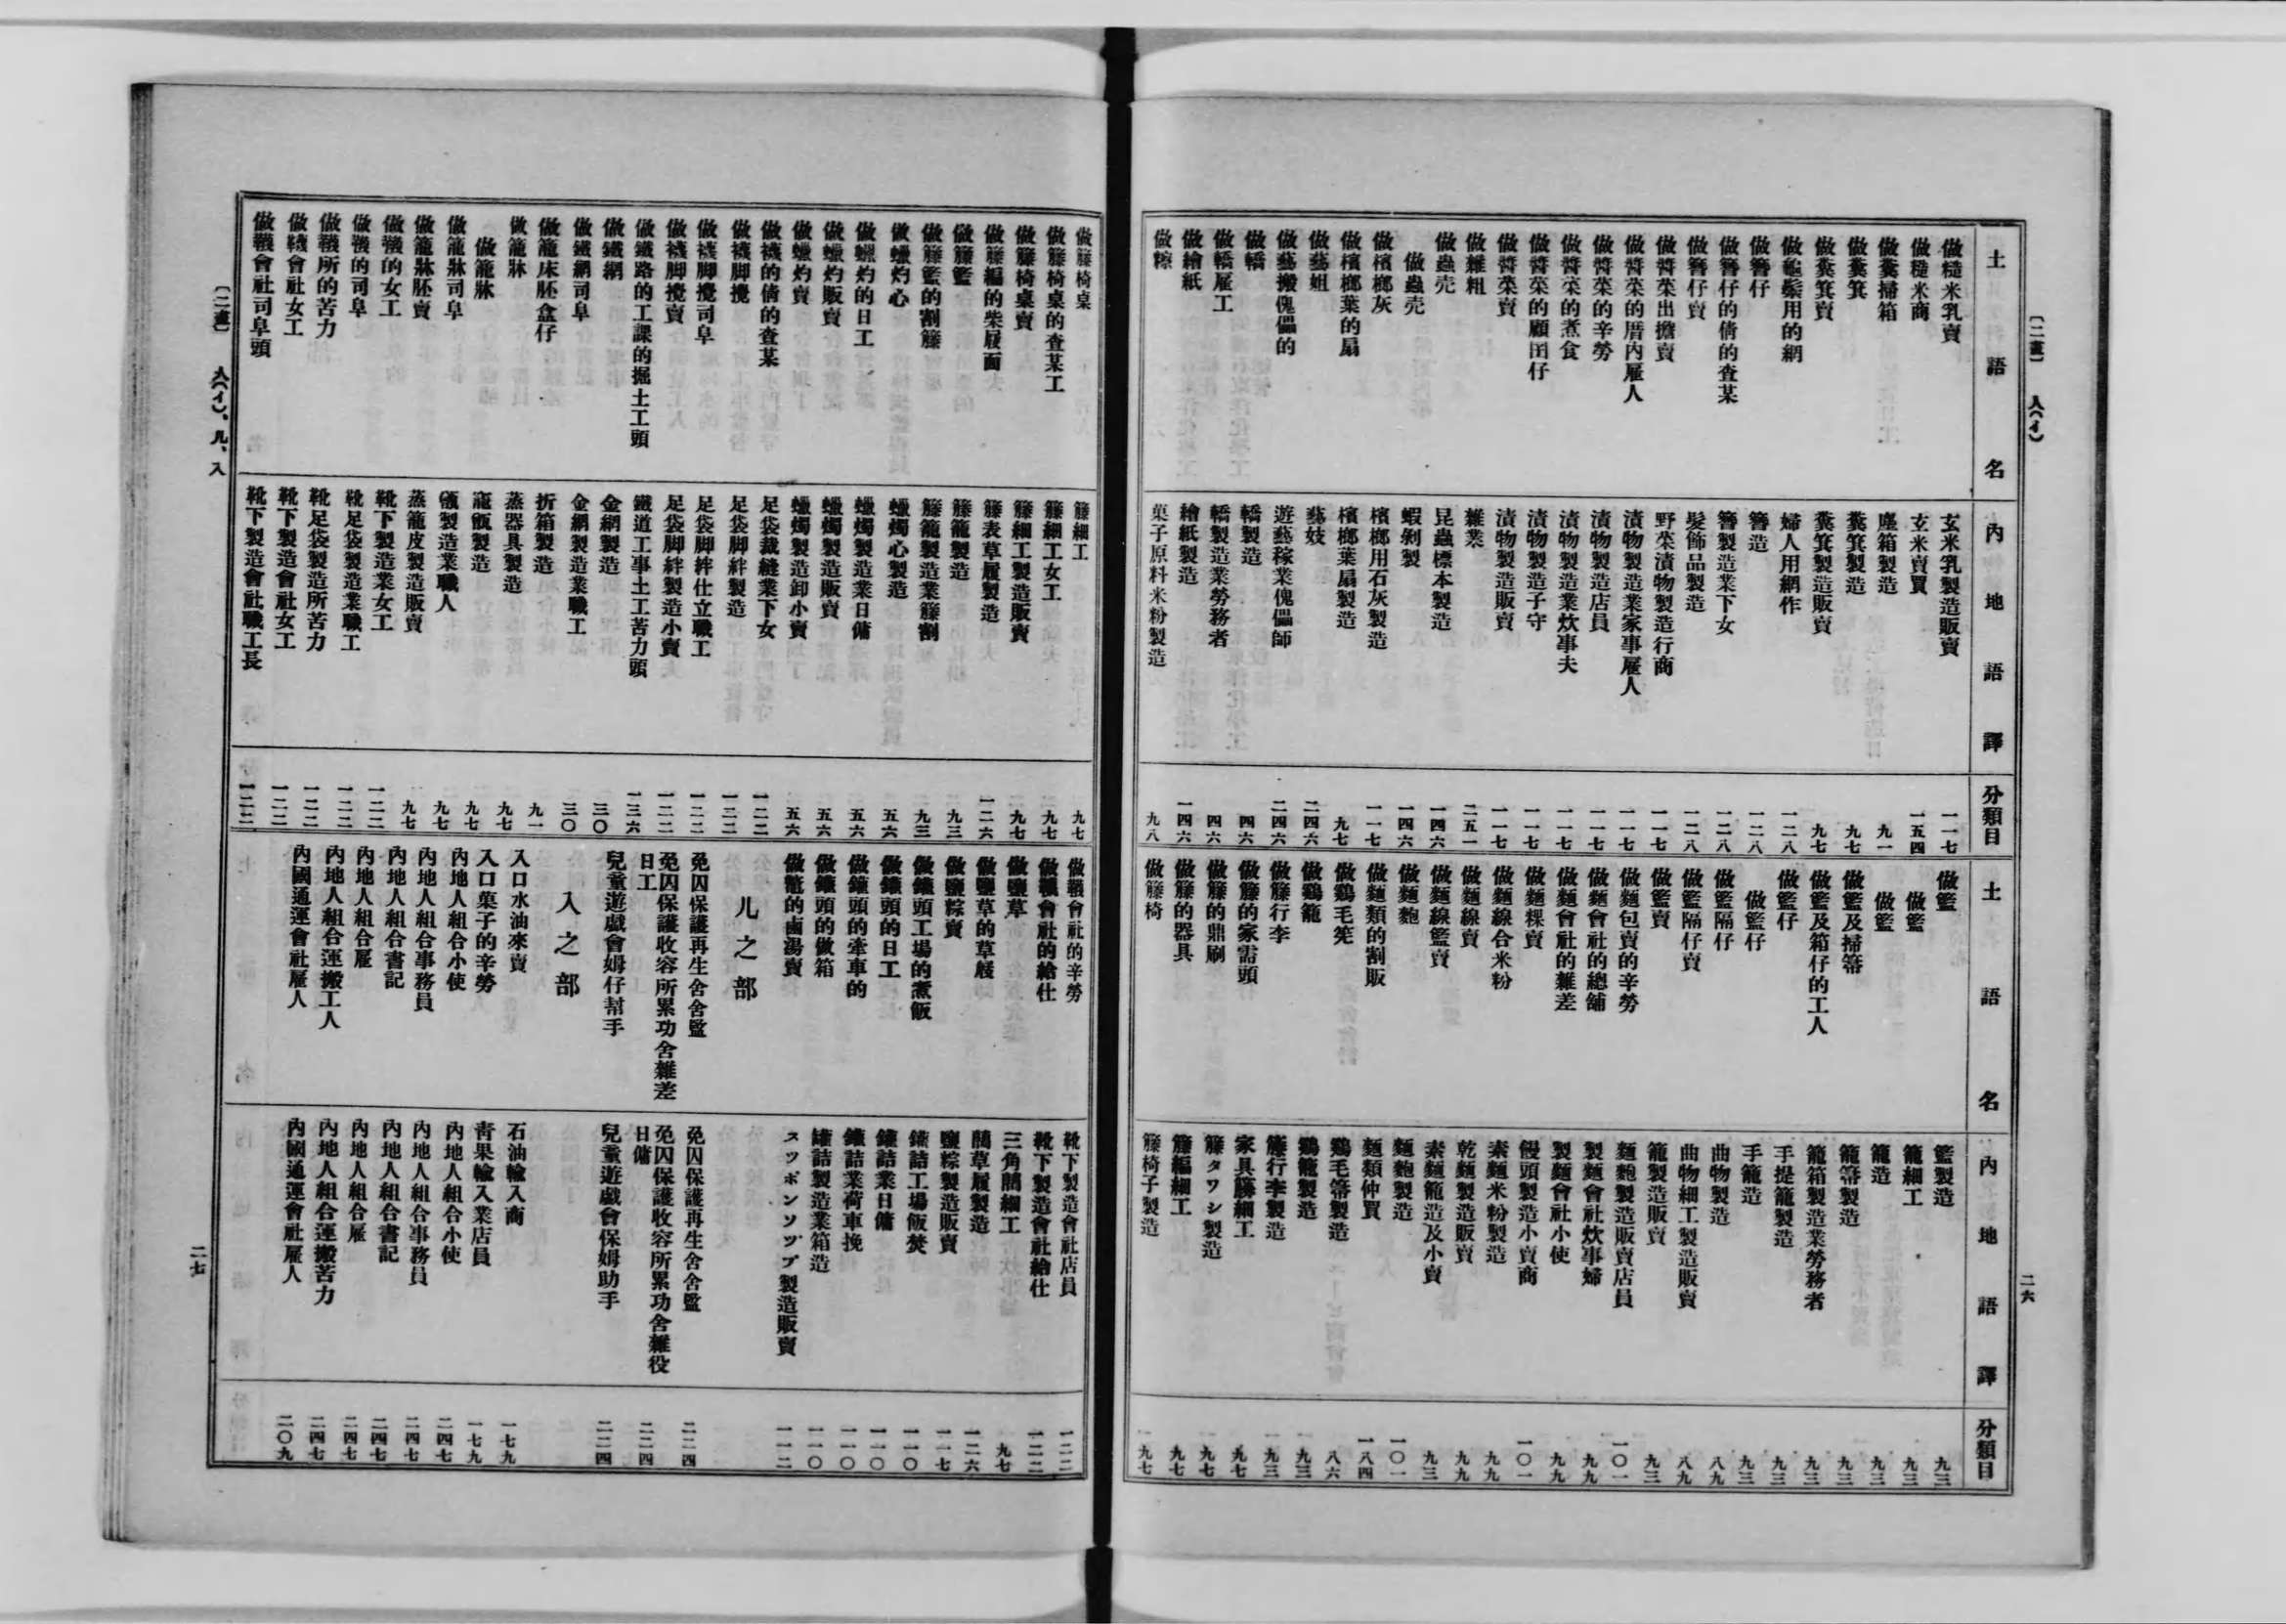 〔二畫〕 人(イ)
二六
土語名 內地語譯 分類目
做糙米乳賣 玄米乳製造販賣 一一七
做糙米商 玄米賣買 一五四
做糞掃箱 塵箱製造 九一
做糞箕 糞箕製造 九七
做糞箕賣 糞箕製造販賣 九七
做龜鬃用的網 婦人用網作 一二八
做簪仔 簪造 一二八
做簪仔的倩的査某 簪製造業下女 一二八
做簪仔賣 髮飾品製造 一二八
做醬菜出擔賣 野菜漬物製造行商 一一七
做醬菜的厝內雇人 漬物製造業家事雇人 一一七
做醬菜的辛勞 漬物製造店員 一一七
做醬菜的煮食 漬物製造業炊事夫 一一七
做醬菜的顧囝仔 漬物製造子守 一一七
做醬菜賣 漬物製造販賣 一一七
做雜粗 雜業 二五一
做蟲壳 昆蟲標本製造 一四六
做蟲壳 蝦剝製 一四六
做檳榔灰 檳榔用石灰製造 一一七
做檳榔葉的扇 檳榔葉扇製造 九七
做藝姐 藝妓 二四六
做藝搬傀儡的 遊藝稼業傀儡師 二四六
做轎 轎製造 四六
做轎雇工 轎製造業勞務者 四六
做繪紙 繪紙製造 一四六
做糝 菓子原料米粉製造 九八
土語名 內地語譯 分類目
做籃 籃製造 九三
做籃 籠細工 九三
做籃 籠造 九三
做籃及掃箒 籠箒製造 九三
做籃及箱仔的工人 籠箱製造業勞務者 九三
做籃仔 手提籠製造 九三
做籃仔 手籠造 九三
做籃隔仔 曲物製造 八九
做籃隔仔賣 曲物細工製造販賣 八九
做籃賣 籠製造販賣 九三
做麵包賣的辛勞 麵麭製造販賣店員 一〇一
做麵會社的總舖 製麵會社炊事婦 九九
做麵會社的雜差 製麵會社小使 九九
做麵粿賣 饅頭製造小賣商 一〇一
做麵線合米粉 素麵米粉製造 九九
做麵線賣 乾麵製造販賣 九九
做麵線籃賣 素麵籠造及小賣 九三
做麵麭 麵麭製造 一〇一
做麵類的割販 麵類仲買 一八四
做鷄毛筅 鷄毛箒製造 八六
做鷄籠 鷄籠製造 九三
做籐行李 籐行李製造 九三
做籐的家需頭 家具籐細工 九七
做籐的鼎刷 籐タワシ製造 九七
做籐的器具 籐編細工 九七
做籐椅 籐椅子製造 九七
做籐椅桌 籐細工 九七
做籐椅桌的査某工 籐細工女工 九七
做籐椅桌賣 籐細工製造販賣 九七
做籐編的柴屐面 籐表草履製造 一二六
做籐籃 籐籠製造 九三
做籐籃的割籐 籐籠製造業籐割 九三
做蠟灼心 蠟燭心製造 五六
做蠟灼的日工 蠟燭製造業日傭 五六
做蠟灼販賣 蠟燭製造販賣 五六
做蠟灼賣 蠟燭製造卸小賣 五六
做襪的倩的査某 足袋裁縫業下女 一二二
做襪脚攪 足袋脚絆製造 一二二
做襪脚攪司阜 足袋脚絆仕立職工 一二二
做襪脚攪賣 足袋脚絆製造小賣 一二二
做鐵路的工課的掘土工頭 鐵道工事土工苦力頭 一三六
做鐵網 金網製造 三〇
做鐵網司阜 金網製造業職工 三〇
做籠床胚盒仔 折箱製造 九一
做籠牀 蒸器具製造 九七
做籠牀 籠甑製造 九七
做籠牀司阜 甑製造業職人 九七
做籠牀胚賣 蒸籠皮製造販賣 九七
做韈的女工 靴下製造業女工 一二二
做韈的司阜 靴足袋製造業職工 一二二
做韈所的苦力 靴足袋製造所苦力 一二二
做韈會社女工 靴下製造會社女工 一二二
做韈會社司阜頭 靴下製造會社職工長 一二二
做韈會社的辛勞 靴下製造會社店員 一二二
做韈會社的給仕 靴下製造會社給仕 一二二
做鹽草 三角藺細工 九七
做鹽草的草屐 藺草履製造 一二六
做鹽粽賣 鹽粽製造販賣 一一七
做鑵頭工場的煮飯 鑵詰工場飯焚 一一〇
做鑵頭的日工 鑵詰業日傭 一一〇
做鑵頭的牽車的 鑵詰業荷車挽 一一〇
做鑵頭的做箱 鑵詰製造業箱造 一一〇
做鼈的鹵湯賣 スツポンソツプ製造販賣 一一二
儿之部
免囚保護再生舍舍監 免囚保護再生舍舍監 二二四
免囚保護收容所累功舍雜差日工 免囚保護收容所累功舍雜役日傭 二二四
兒童遊戲會姆仔幇手 兒童遊戲會保姆助手 二二四
入之部
入口水油來賣 石油輸入商 一七九
入口菓子的辛勞 靑果輸入業店員 一七九
內地人組合小使 內地人組合小使 二四七
內地人組合事務員 內地人組合事務員 二四七
內地人組合書記 內地人組合書記 二四七
內地人組合雇 內地人組合雇 二四七
內地人組合運搬工人 內地人組合運搬苦力 二四七
內國通運會社雇人 內國通運會社雇人 二〇九
〔二畫〕 人(イ)、儿、入
二七